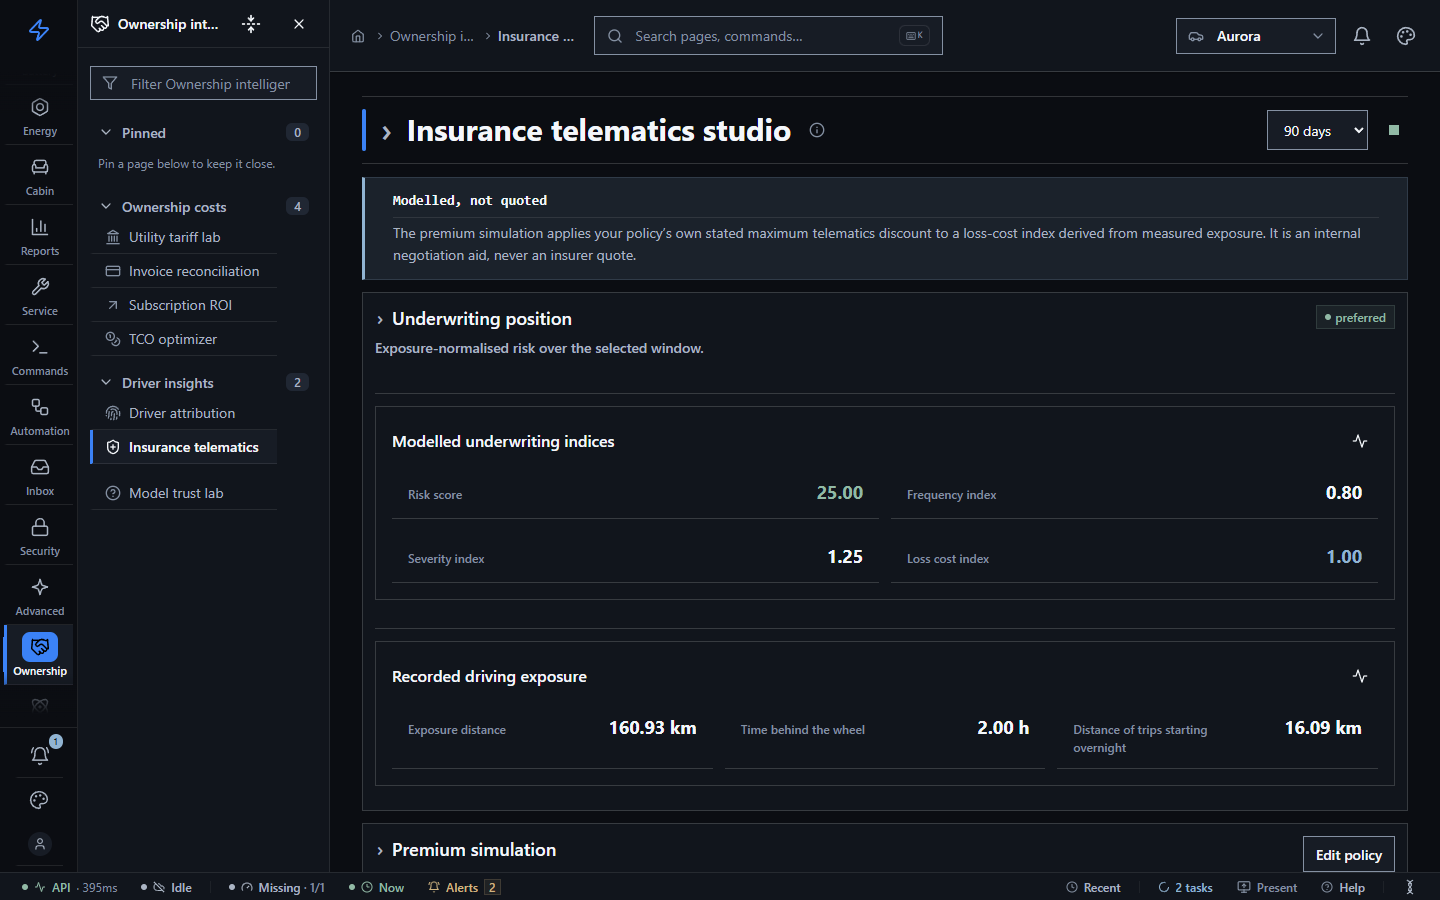 Ownership int...
Ownership i...
Insurance ...
Search pages, commands...
K
Aurora
Filter Ownership intelliger
Energy
Cabin
Reports
Service
Commands
Automation
Inbox
Security
Advanced
Ownership
1
Pinned
0
Pin a page below to keep it close.
Ownership costs
4
Utility tariff lab
Invoice reconciliation
Subscription ROI
TCO optimizer
Driver insights
2
Driver attribution
Insurance telematics
Model trust lab
Insurance telematics studio
90 days
Modelled, not quoted
The premium simulation applies your policy's own stated maximum telematics discount to a loss-cost index derived from measured exposure. It is an internal
negotiation aid, never an insurer quote.
Underwriting position
preferred
Exposure-normalised risk over the selected window.
Modelled underwriting indices
Risk score
25.00
Frequency index
0.80
Severity index
1.25
Loss cost index
1.00
Recorded driving exposure
Exposure distance
160.93 km
Time behind the wheel
2.00 h
Distance of trips starting
overnight
16.09 km
Premium simulation
Edit policy
API · 395ms
Idle
Missing · 1/1
Now
Alerts 2
Recent
2 tasks
Present
Help